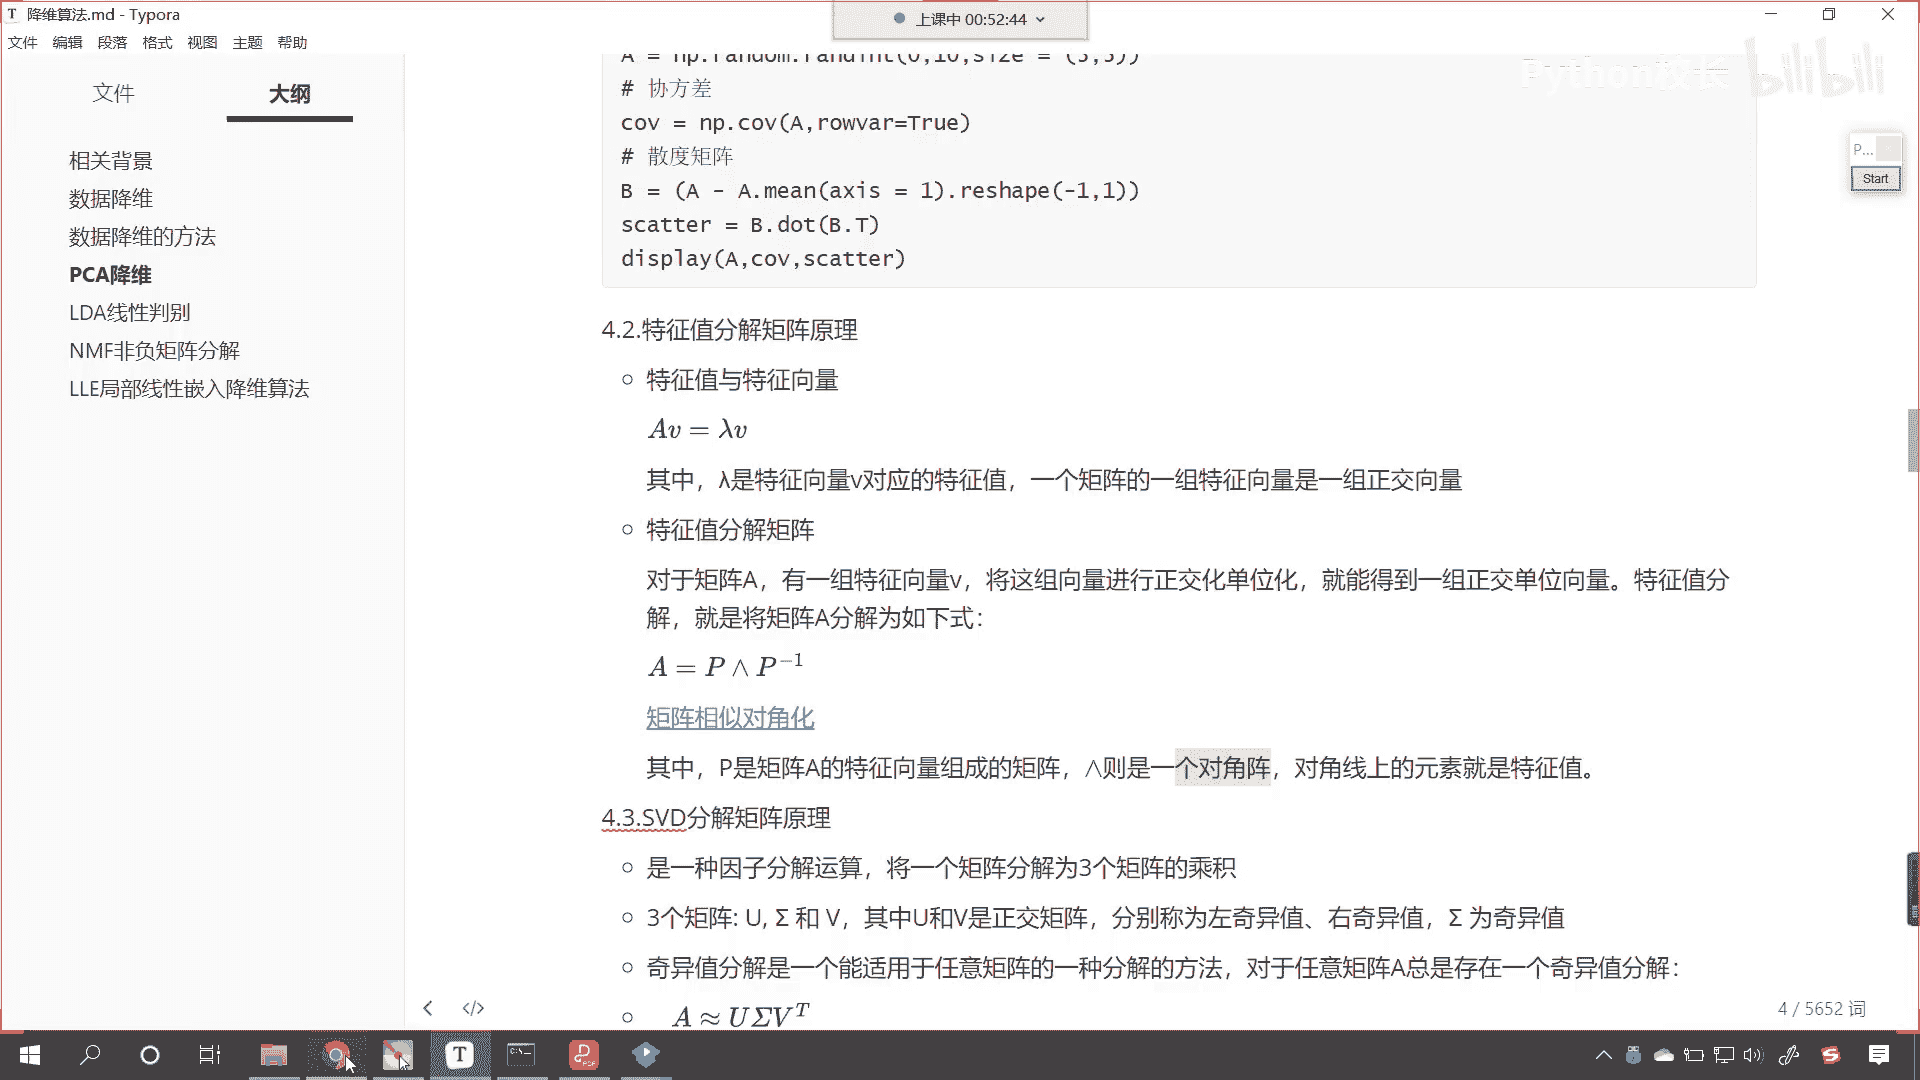 降维算法.md - Typora
上课中 00:52:44
文件 编辑 段落 格式 视图 主题 帮助
文件 大纲
相关背景
数据降维
数据降维的方法
PCA降维
LDA线性判别
NMF非负矩阵分解
LLE局部线性嵌入降维算法
Python校长 bilibili
P...
Start
A = np.random.randint(0,10,size = (3,3))
# 协方差
cov = np.cov(A,rowvar=True)
# 散度矩阵
B = (A - A.mean(axis = 1).reshape(-1,1))
scatter = B.dot(B.T)
display(A,cov,scatter)
4.2.特征值分解矩阵原理
特征值与特征向量
Av = λv
其中，λ是特征向量v对应的特征值，一个矩阵的一组特征向量是一组正交向量
特征值分解矩阵
对于矩阵A，有一组特征向量v，将这组向量进行正交化单位化，就能得到一组正交单位向量。特征值分
解，就是将矩阵A分解为如下式：
A = P ∧ P⁻¹
矩阵相似对角化
其中，P是矩阵A的特征向量组成的矩阵，∧则是一个对角阵，对角线上的元素就是特征值。
4.3.SVD分解矩阵原理
是一种因子分解运算，将一个矩阵分解为3个矩阵的乘积
3个矩阵: U, Σ 和 V，其中U和V是正交矩阵，分别称为左奇异值、右奇异值，Σ 为奇异值
奇异值分解是一个能适用于任意矩阵的一种分解的方法，对于任意矩阵A总是存在一个奇异值分解：
A ≈ UΣVᵀ
4 / 5652 词